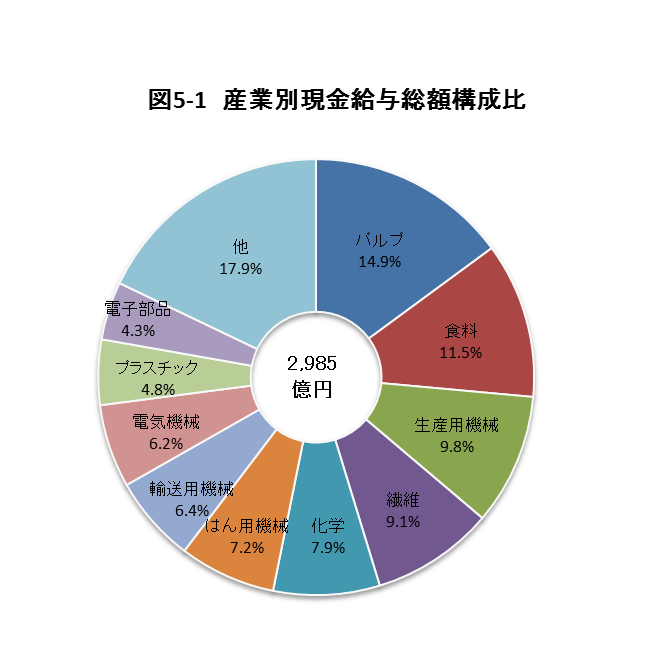 図5-1 産業別現金給与総額構成比
パルプ
14.9%
食料
11.5%
生産用機械
9.8%
繊維
9.1%
化学
7.9%
はん用機械
7.2%
輸送用機械
6.4%
電気機械
6.2%
プラスチック
4.8%
電子部品
4.3%
他
17.9%
2,985
億円